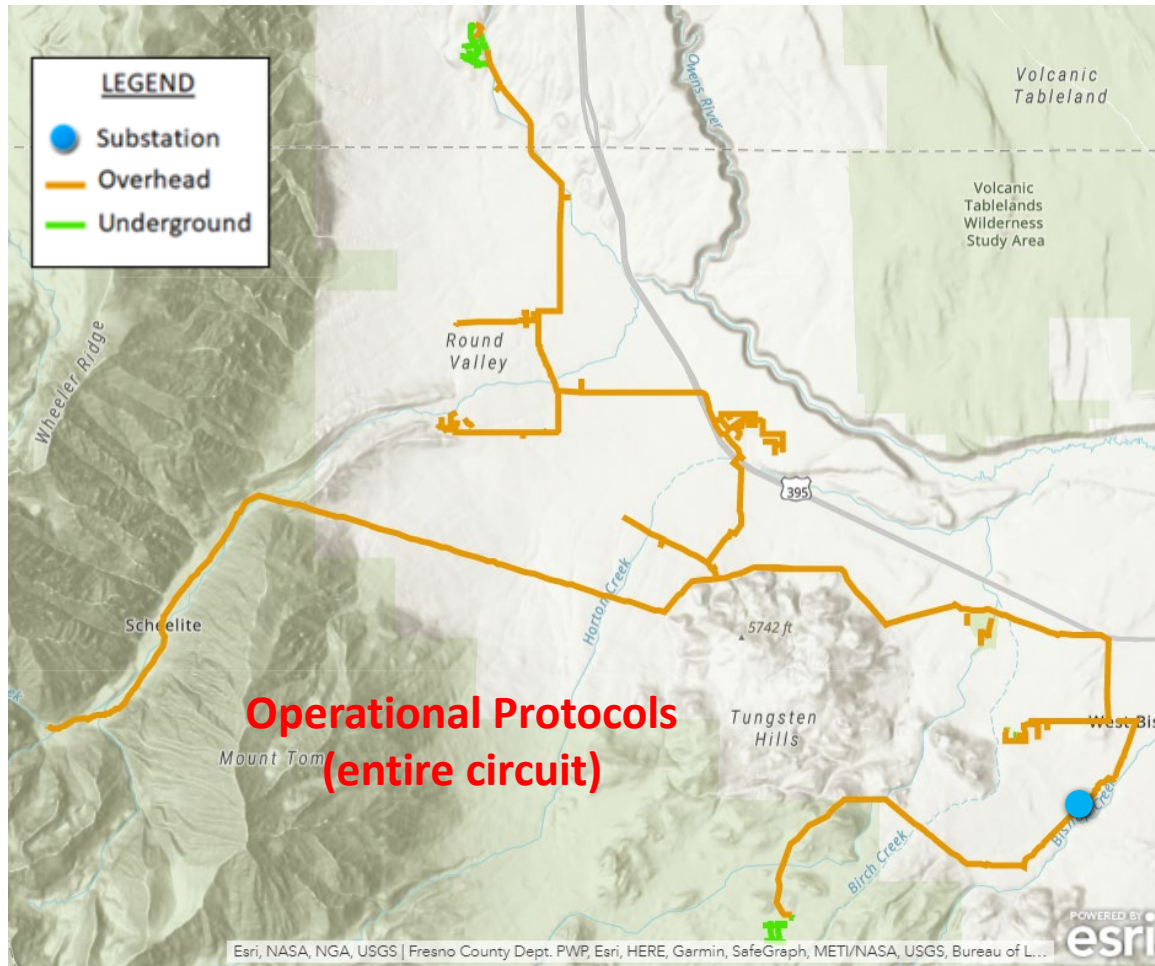 LEGEND
Substation
Overhead
Underground
Owens River
Volcanic
Tableland
Volcanic
Tablelands
Wilderness
Study Area
Wheeler Ridge
Round
Valley
395
Horton Creek
5742 ft
Scheelite
Operational Protocols
(entire circuit)
Mount Tom
Tungsten
Hills
West Bis
Bishop Creek
Birch Creek
POWERED BY
esri
Esri, NASA, NGA, USGS | Fresno County Dept. PWP, Esri, HERE, Garmin, SafeGraph, METI/NASA, USGS, Bureau of L...